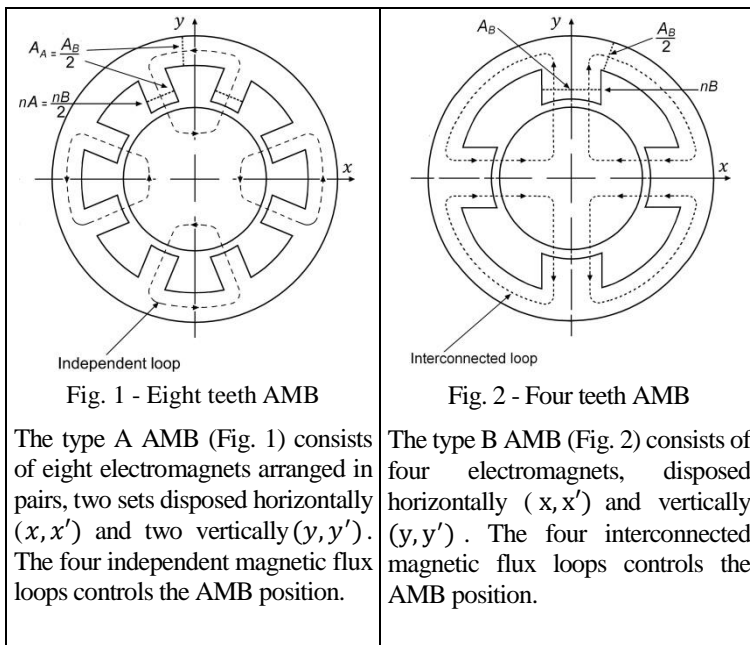 y
A_A = A_B/2
nA = nB/2
x
Independent loop
Fig. 1 - Eight teeth AMB
The type A AMB (Fig. 1) consists
of eight electromagnets arranged in
pairs, two sets disposed horizontally
(x, x′) and two vertically(y, y′).
The four independent magnetic flux
loops controls the AMB position.
y
A_B
A_B/2
nB
x
Interconnected loop
Fig. 2 - Four teeth AMB
The type B AMB (Fig. 2) consists of
four electromagnets, disposed
horizontally (x, x′) and vertically
(y, y′). The four interconnected
magnetic flux loops controls the
AMB position.